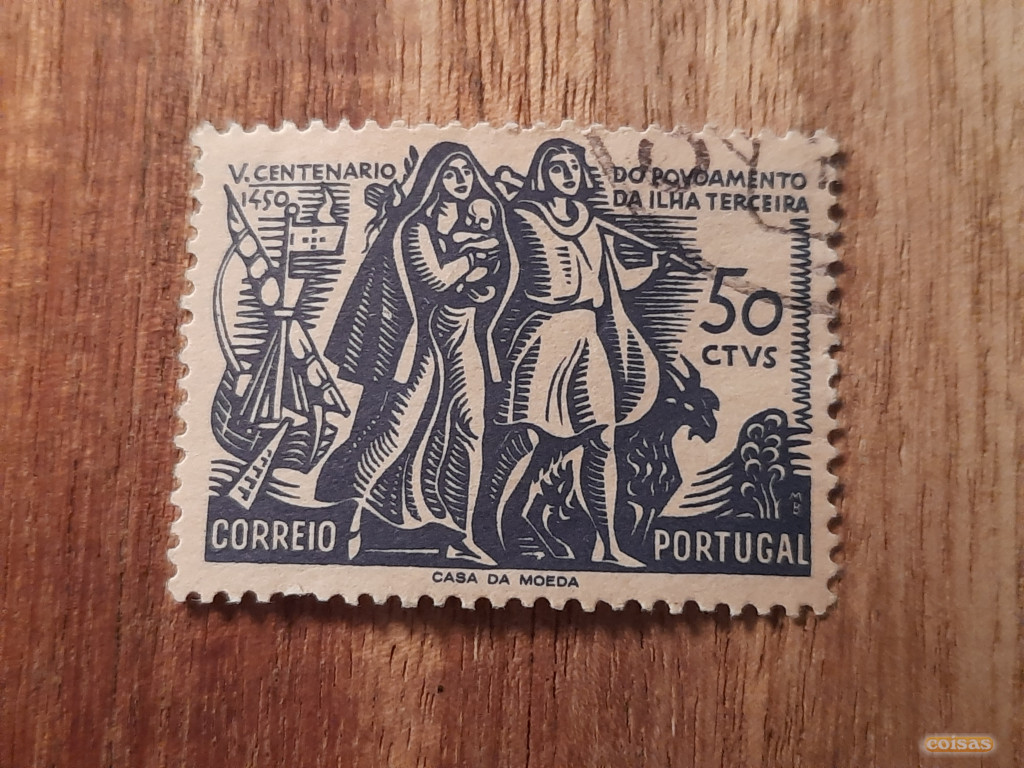 V. CENTENARIO
1450
DO POVOAMENTO
DA ILHA TERCEIRA
50
CTVS
CORREIO
PORTUGAL
CASA DA MOEDA
coisas